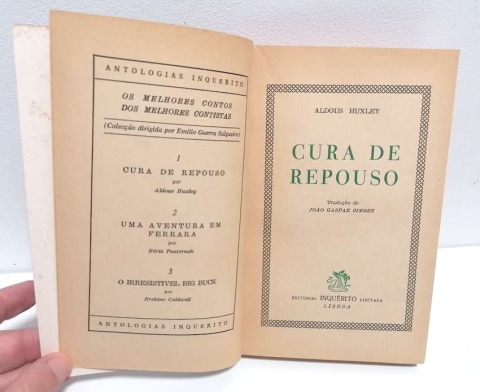 ANTOLOGIAS INQUÉRITO
OS MELHORES CONTOS
DOS MELHORES CONTISTAS
(Colecção dirigida por Emílio Guerra Salgueiro)
1
CURA DE REPOUSO
por
Aldous Huxley
2
UMA AVENTURA EM
FERRARA
por
Bóris Pasternak
3
O IRRESISTIVEL BIG BUCK
por
Erskine Caldwell
ANTOLOGIAS INQUÉRITO
ALDOUS HUXLEY
CURA DE
REPOUSO
Tradução de
JOÃO GASPAR SIMÕES
EDITORIAL INQUÉRITO LIMITADA
LISBOA